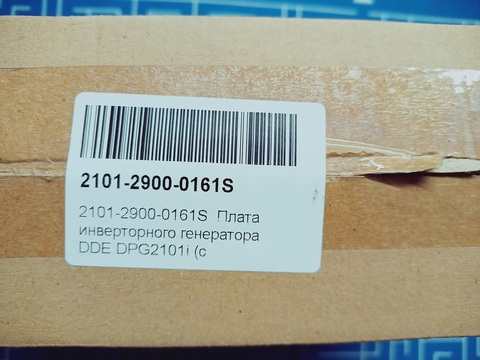 2101-2900-0161S
2101-2900-0161S Плата
инверторного генератора
DDE DPG2101i (с